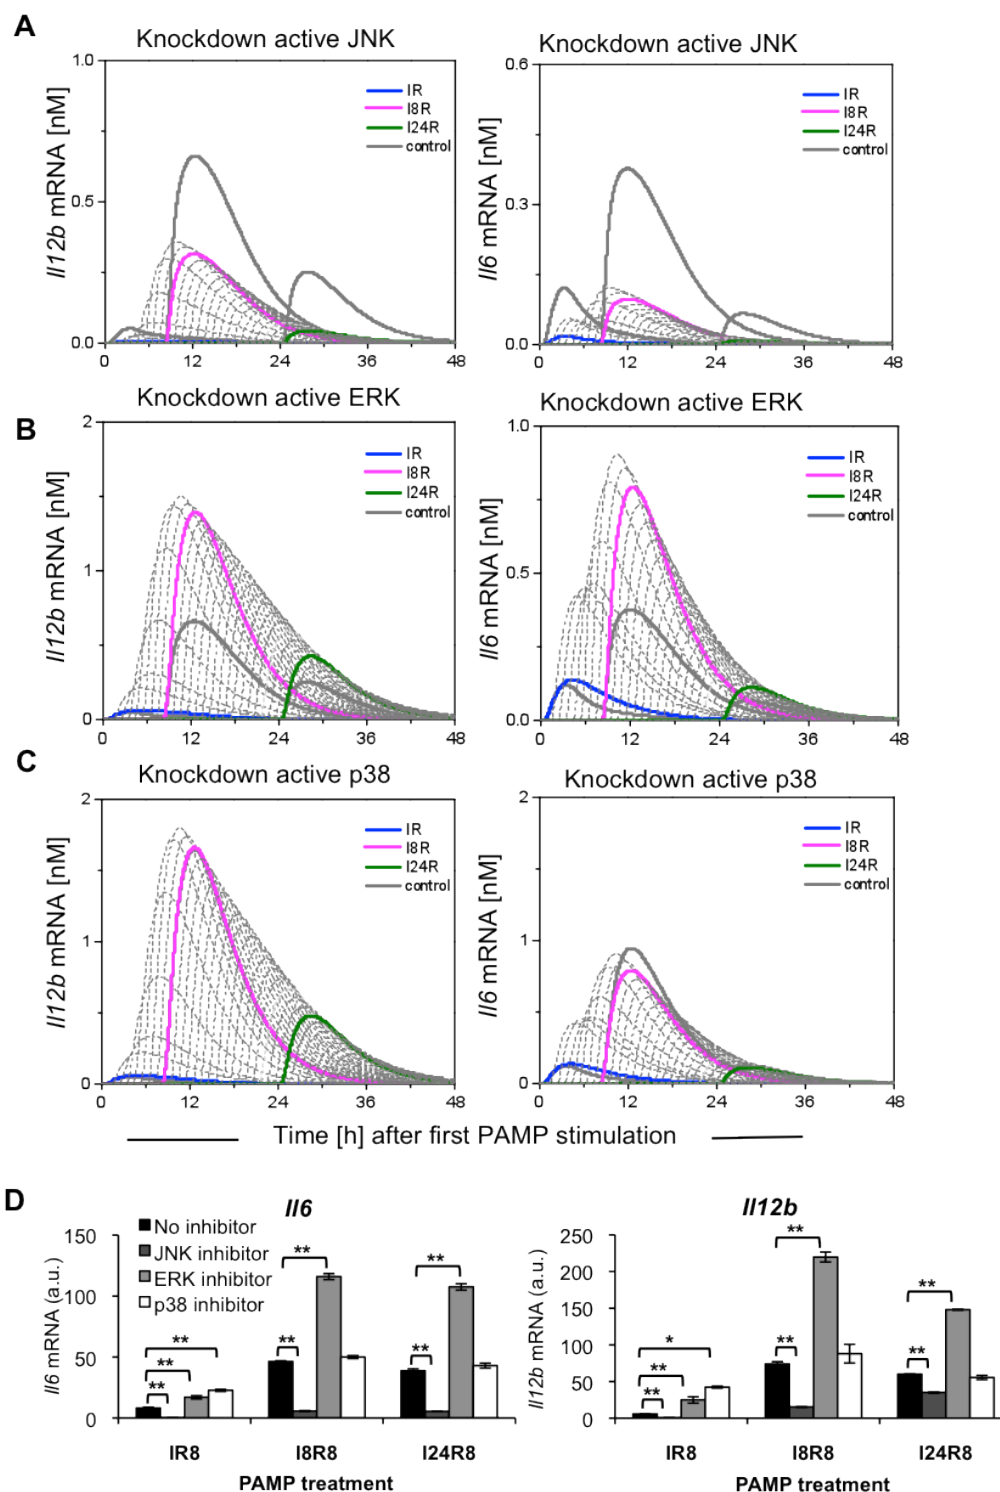 A
Knockdown active JNK
Knockdown active JNK
Il12b mRNA [nM]
1.0
0.5
0.0
IR
I8R
I24R
control
0 12 24 36 48
Il6 mRNA [nM]
0.6
0.3
0.0
IR
I8R
I24R
control
0 12 24 36 48
B
Knockdown active ERK
Knockdown active ERK
Il12b mRNA [nM]
2
1
0
IR
I8R
I24R
control
0 12 24 36 48
Il6 mRNA [nM]
1.0
0.5
0.0
IR
I8R
I24R
control
0 12 24 36 48
C
Knockdown active p38
Knockdown active p38
Il12b mRNA [nM]
2
1
0
IR
I8R
I24R
control
0 12 24 36 48
Il6 mRNA [nM]
2
1
0
IR
I8R
I24R
control
0 12 24 36 48
Time [h] after first PAMP stimulation
D
Il6
Il6 mRNA (a.u.)
150
100
50
0
No inhibitor
JNK inhibitor
ERK inhibitor
p38 inhibitor
** ** **
** **
** **
IR8 I8R8 I24R8
PAMP treatment
Il12b
Il12b mRNA (a.u.)
250
200
150
100
50
0
* ** **
** **
** **
IR8 I8R8 I24R8
PAMP treatment